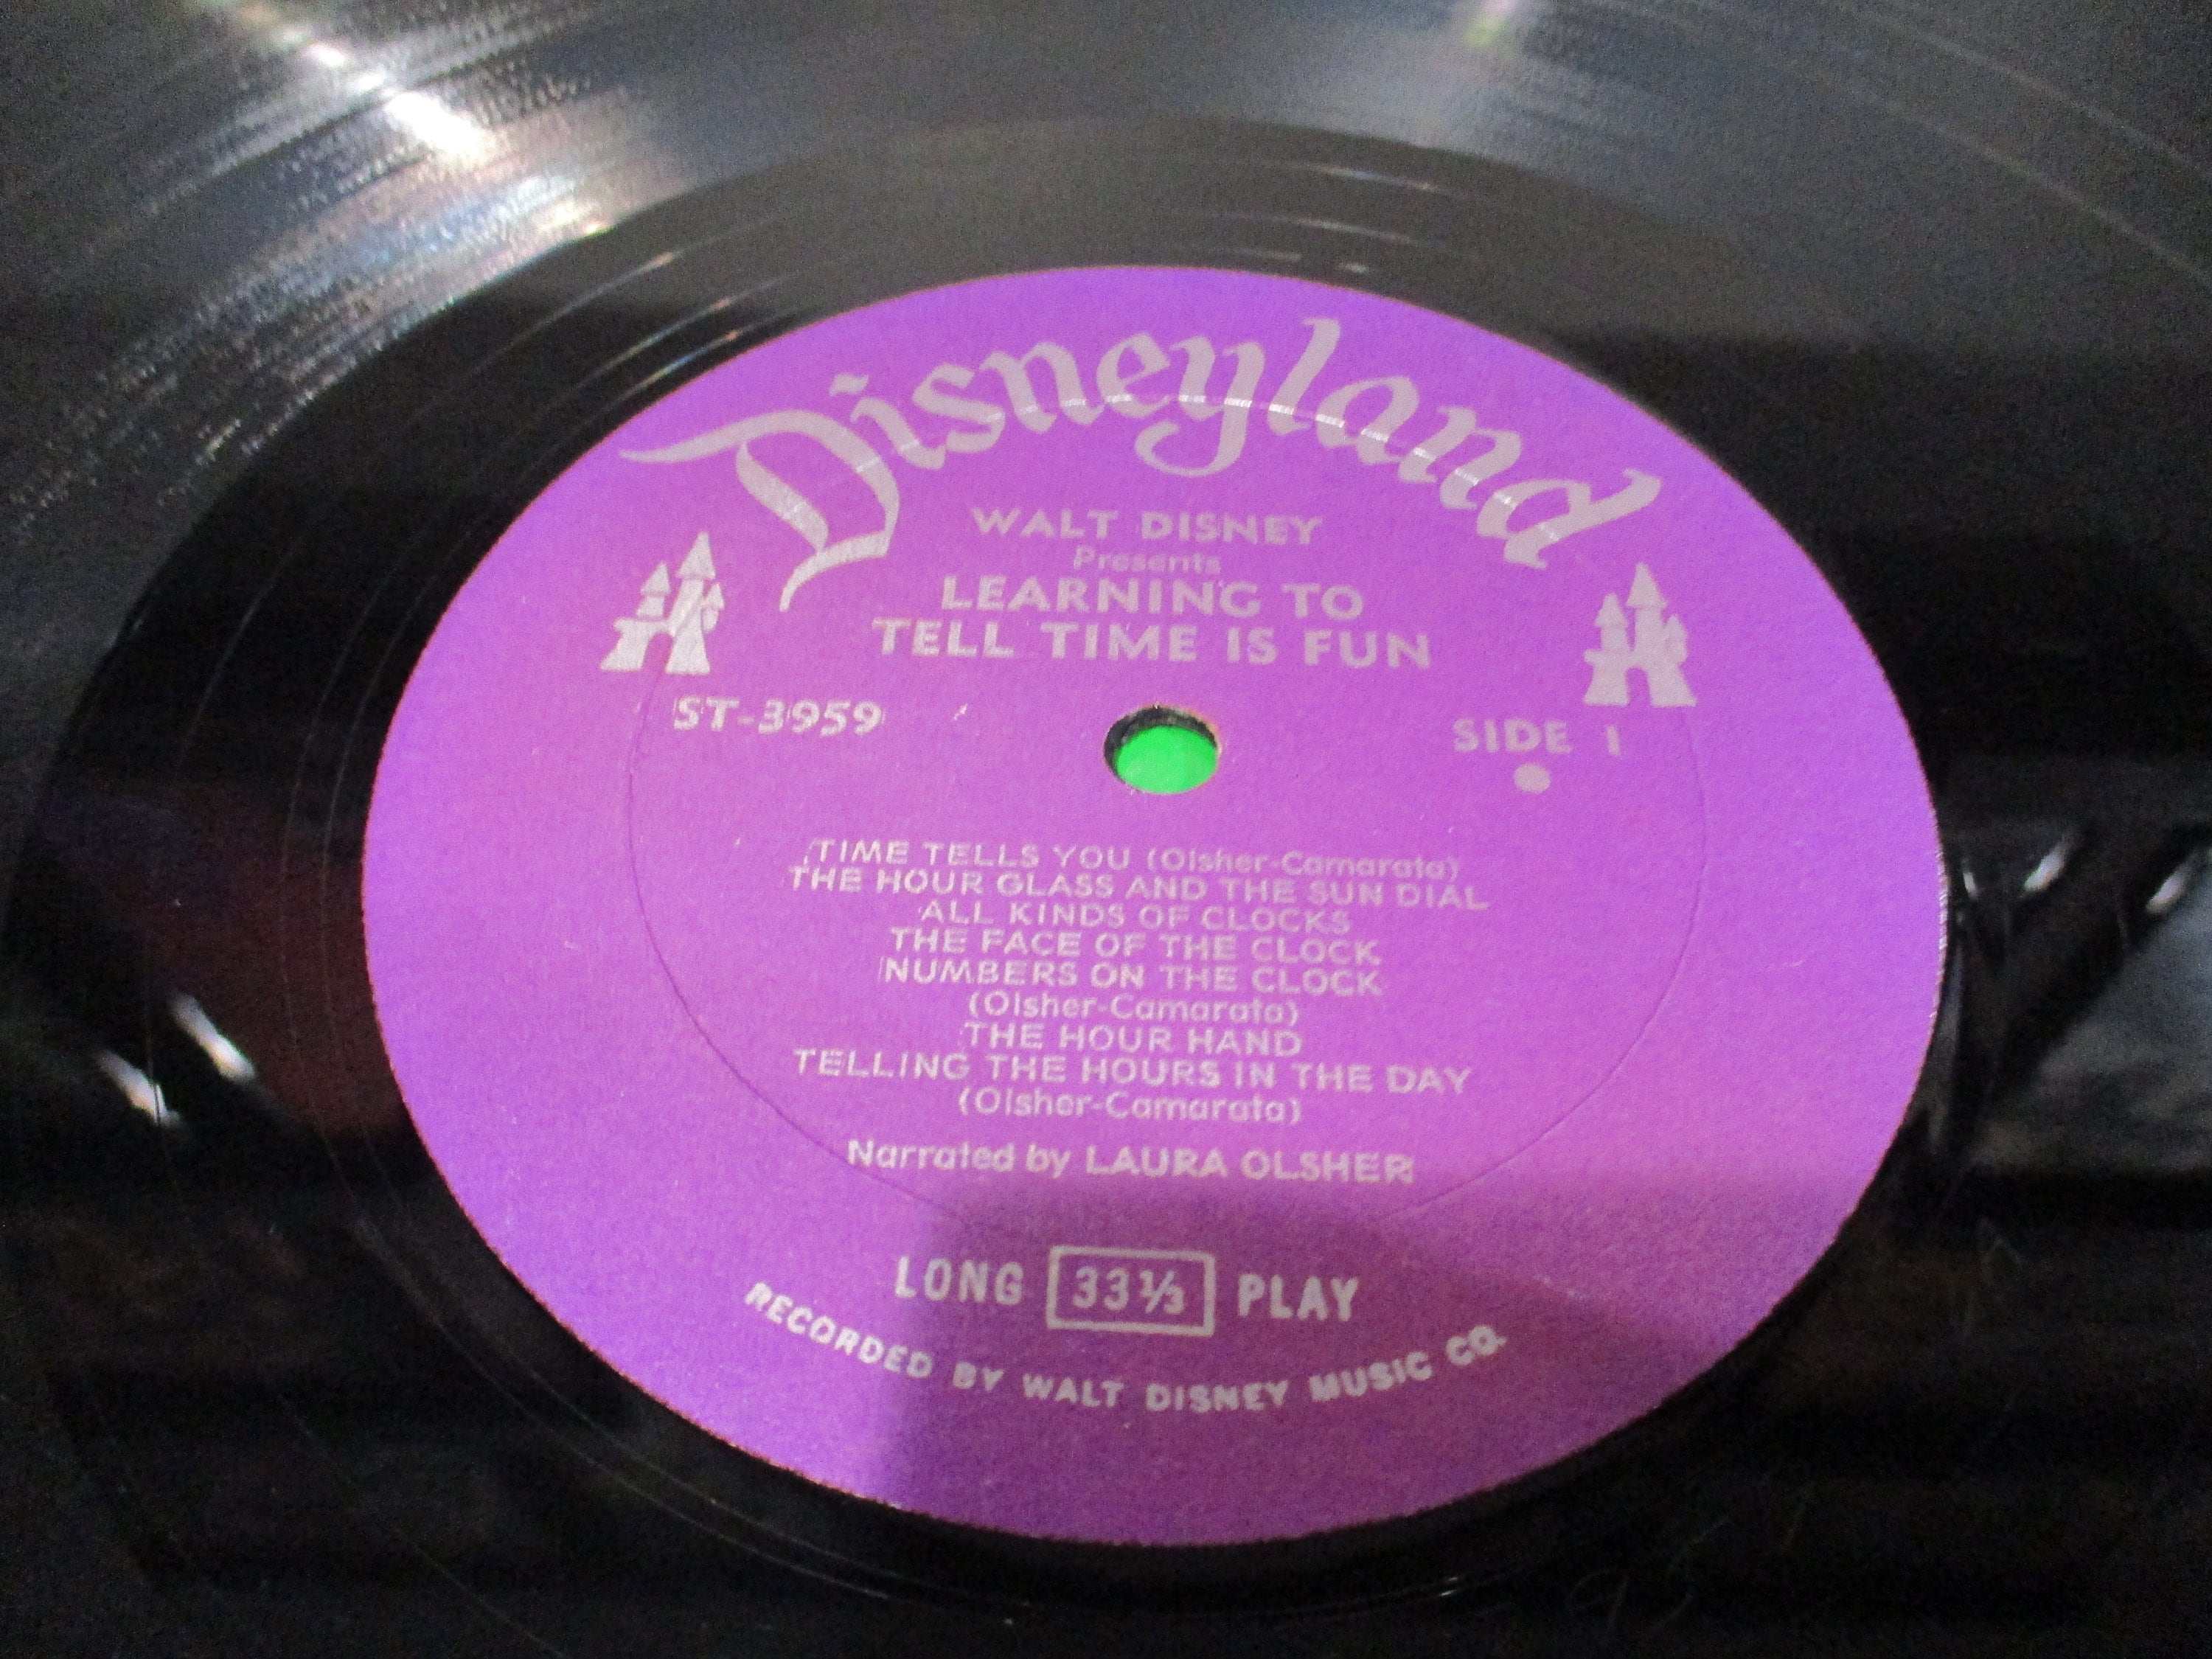 Disneyland
WALT DISNEY
Presents
LEARNING TO
TELL TIME IS FUN
ST-3959
SIDE 1
TIME TELLS YOU (Olsher-Camarata)
THE HOUR GLASS AND THE SUN DIAL
ALL KINDS OF CLOCKS
THE FACE OF THE CLOCK
NUMBERS ON THE CLOCK
(Olsher-Camarata)
THE HOUR HAND
TELLING THE HOURS IN THE DAY
(Olsher-Camarata)
Narrated by LAURA OLSHER
LONG 33⅓ PLAY
RECORDED BY WALT DISNEY MUSIC CO.